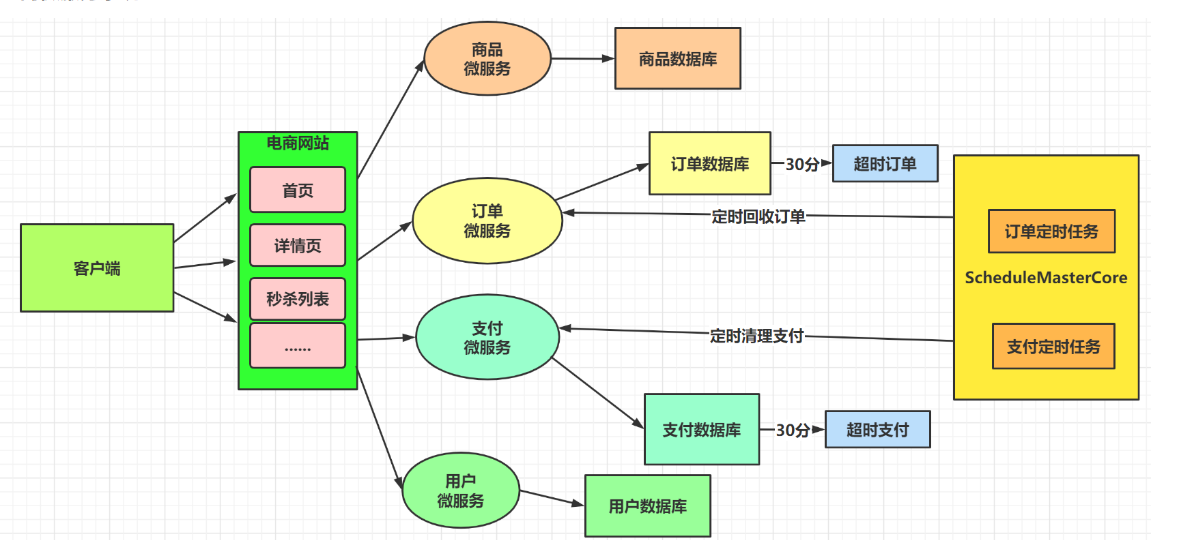 商品
微服务
商品数据库
电商网站
首页
详情页
秒杀列表
......
客户端
订单数据库
30分
超时订单
订单
微服务
定时回收订单
订单定时任务
ScheduleMasterCore
支付定时任务
支付
微服务
定时清理支付
支付数据库
30分
超时支付
用户
微服务
用户数据库